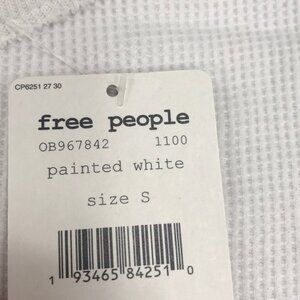 CP6251 27 30
free people
OB967842 1100
painted white
size S
1 93465 84251 0